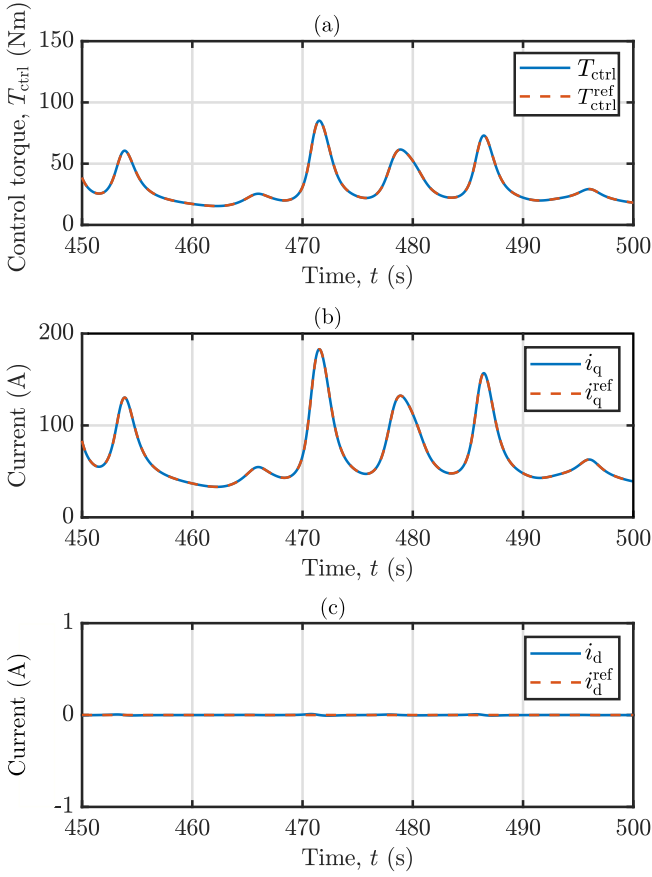 (a)
Control torque, T_ctrl (Nm)
150
100
50
0
T_ctrl
T_ctrl^ref
450 460 470 480 490 500
Time, t (s)
(b)
Current (A)
200
100
0
i_q
i_q^ref
450 460 470 480 490 500
Time, t (s)
(c)
Current (A)
1
0
-1
i_d
i_d^ref
450 460 470 480 490 500
Time, t (s)